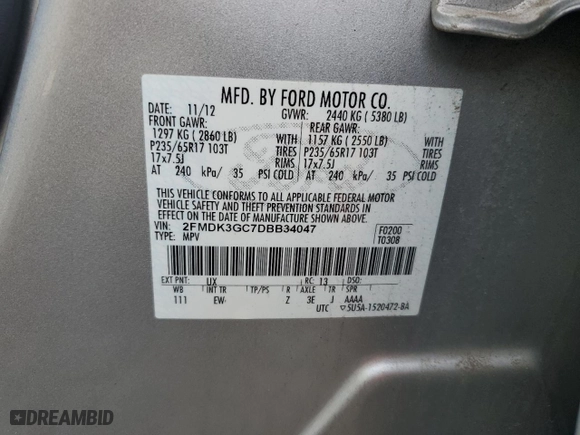 MFD. BY FORD MOTOR CO.
DATE: 11/12 GVWR: 2440 KG ( 5380 LB)
FRONT GAWR: REAR GAWR:
1297 KG ( 2860 LB) WITH 1157 KG ( 2550 LB) WITH
P235/65R17 103T TIRES P235/65R17 103T TIRES
17x7.5J RIMS 17x7.5J RIMS
AT 240 kPa/ 35 PSI COLD AT 240 kPa/ 35 PSI COLD
THIS VEHICLE CONFORMS TO ALL APPLICABLE FEDERAL MOTOR
VEHICLE SAFETY AND THEFT PREVENTION STANDARDS IN
EFFECT ON THE DATE OF MANUFACTURE SHOWN ABOVE.
VIN: 2FMDK3GC7DBB34047 F0200
TYPE: MPV T0308
EXT PNT: UX RC: 13 DSO:
WB INT TR TP/PS R AXLE TR SPR
111 EW- Z 3E J AAAA
UTC ▽5U5A-1520472-BA
DREAMBID